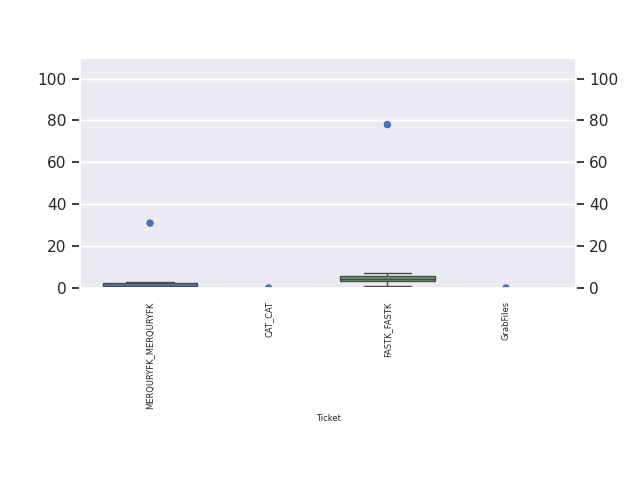 100 100
80 80
60 60
40 40
20 20
0 0
MERQURYFK_MERQURYFK
CAT_CAT
FASTK_FASTK
GrabFiles
Ticket